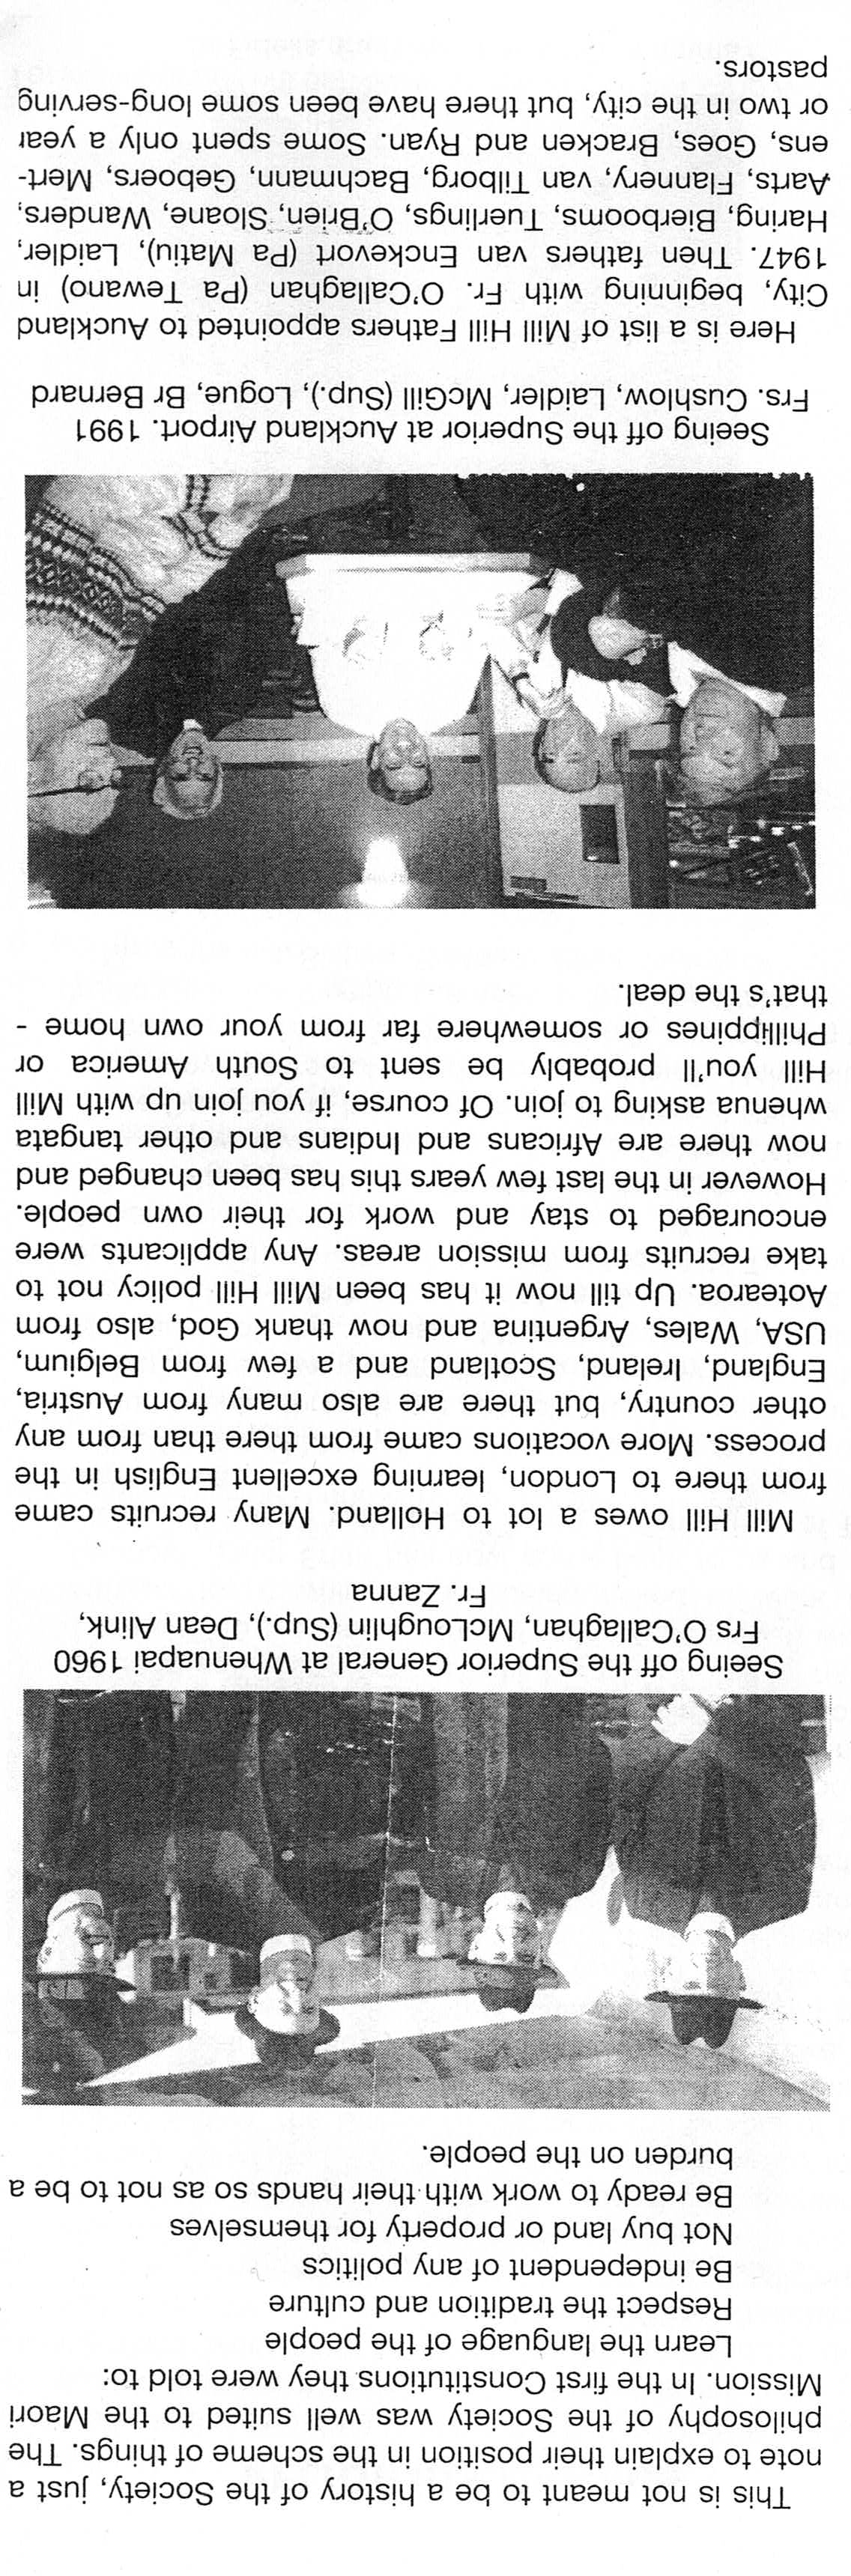 This is not meant to be a history of the Society, just a
note to explain their position in the scheme of things. The
philosophy of the Society was well suited to the Maori
Mission. In the first Constitutions they were told to:
Learn the language of the people
Respect the tradition and culture
Be independent of any politics
Not buy land or property for themselves
Be ready to work with their hands so as not to be a
burden on the people.
Seeing off the Superior General at Whenuapai 1960
Frs O'Callaghan, McLoughlin (Sup.), Dean Alink,
Fr. Zanna
Mill Hill owes a lot to Holland. Many recruits came
from there to London, learning excellent English in the
process. More vocations came from there than from any
other country, but there are also many from Austria,
England, Ireland, Scotland and a few from Belgium,
USA, Wales, Argentina and now thank God, also from
Aotearoa. Up till now it has been Mill Hill policy not to
take recruits from mission areas. Any applicants were
encouraged to stay and work for their own people.
However in the last few years this has been changed and
now there are Africans and Indians and other tangata
whenua asking to join. Of course, if you join up with Mill
Hill you'll probably be sent to South America or
Phillippines or somewhere far from your own home -
that's the deal.
Seeing off the Superior at Auckland Airport. 1991
Frs. Cushlow, Laidler, McGill (Sup.), Logue, Br Bernard
Here is a list of Mill Hill Fathers appointed to Auckland
City, beginning with Fr. O'Callaghan (Pa Tewano) in
1947. Then fathers van Enckevort (Pa Matiu), Laidler,
Haring, Bierbooms, Tuerlings, O'Brien, Sloane, Wanders,
Aarts, Flannery, van Tilborg, Bachmann, Geboers, Mert-
ens, Goes, Bracken and Ryan. Some spent only a year
or two in the city, but there have been some long-serving
pastors.